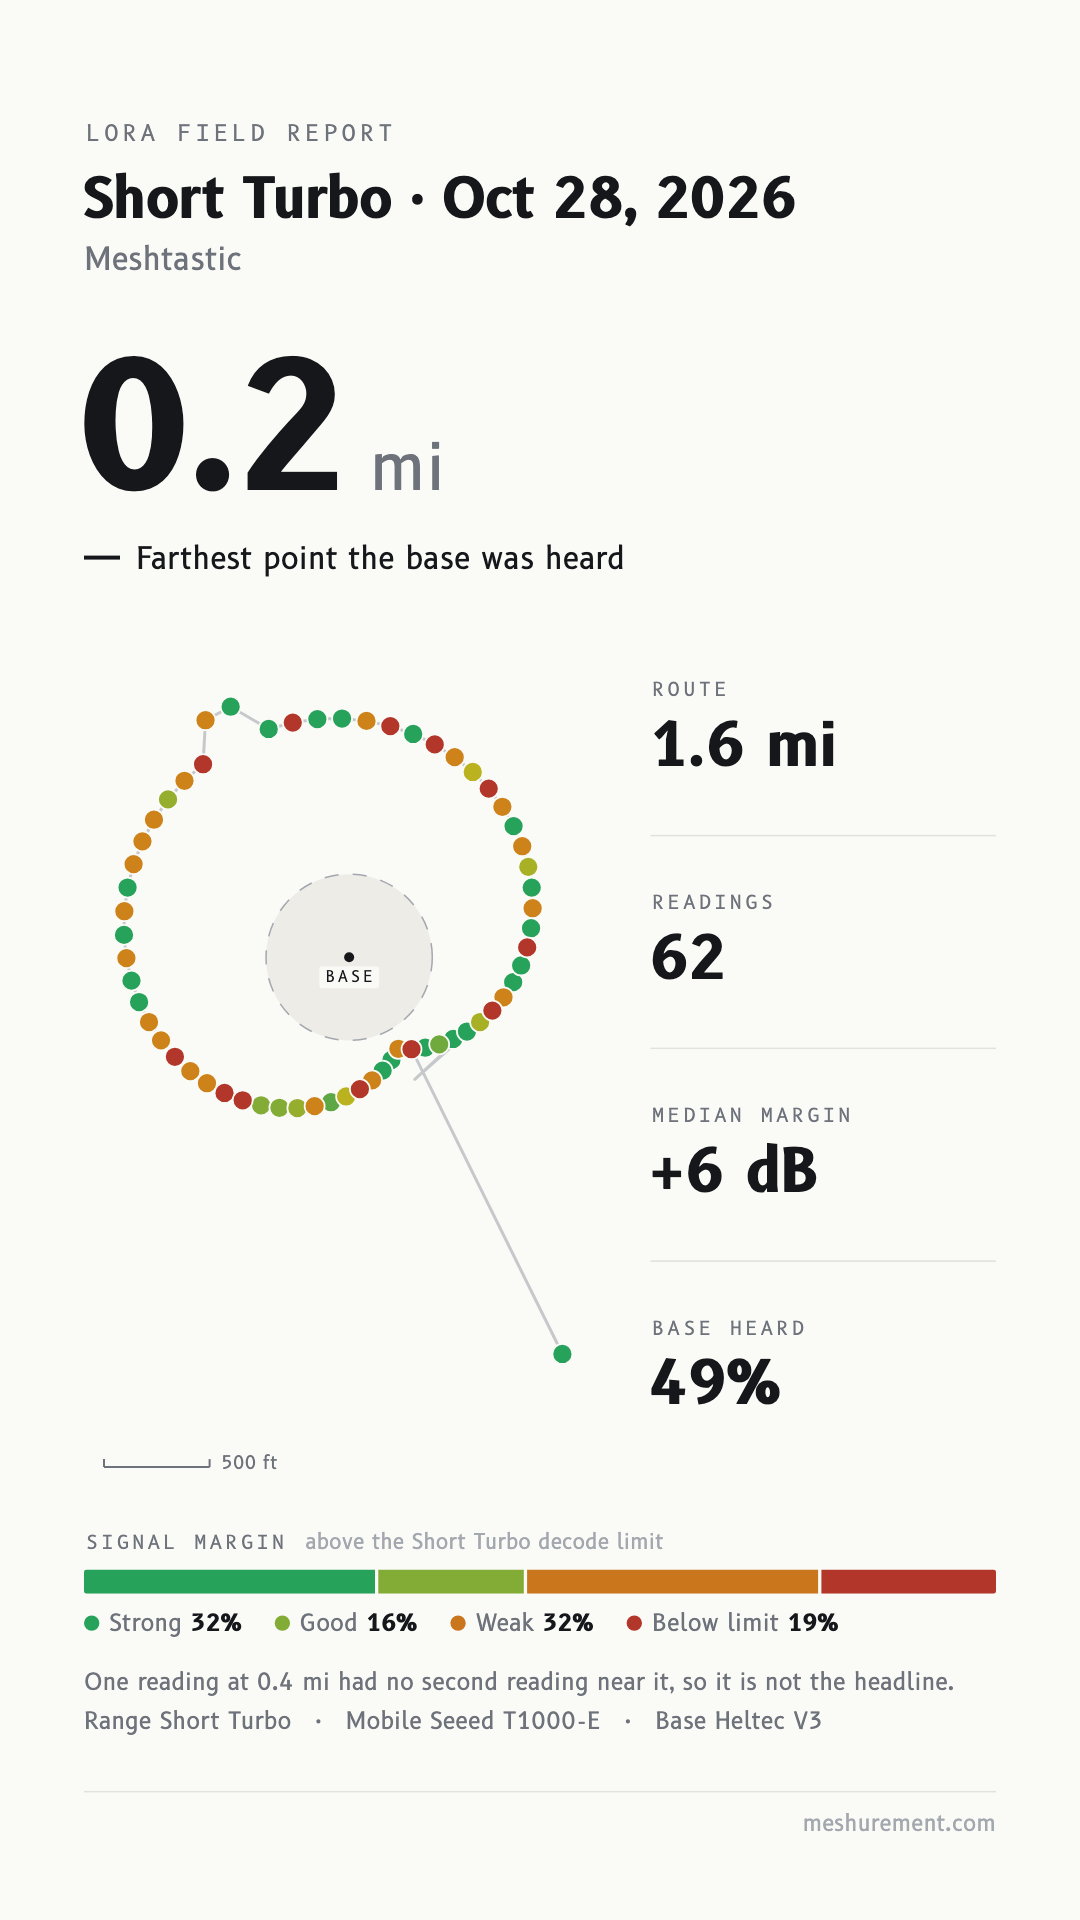 LORA FIELD REPORT
Short Turbo · Oct 28, 2026
Meshtastic
0.2 mi
Farthest point the base was heard
ROUTE
1.6 mi
READINGS
62
BASE
MEDIAN MARGIN
+6 dB
BASE HEARD
49%
500 ft
SIGNAL MARGIN above the Short Turbo decode limit
Strong 32% Good 16% Weak 32% Below limit 19%
One reading at 0.4 mi had no second reading near it, so it is not the headline.
Range Short Turbo · Mobile Seeed T1000-E · Base Heltec V3
meshurement.com